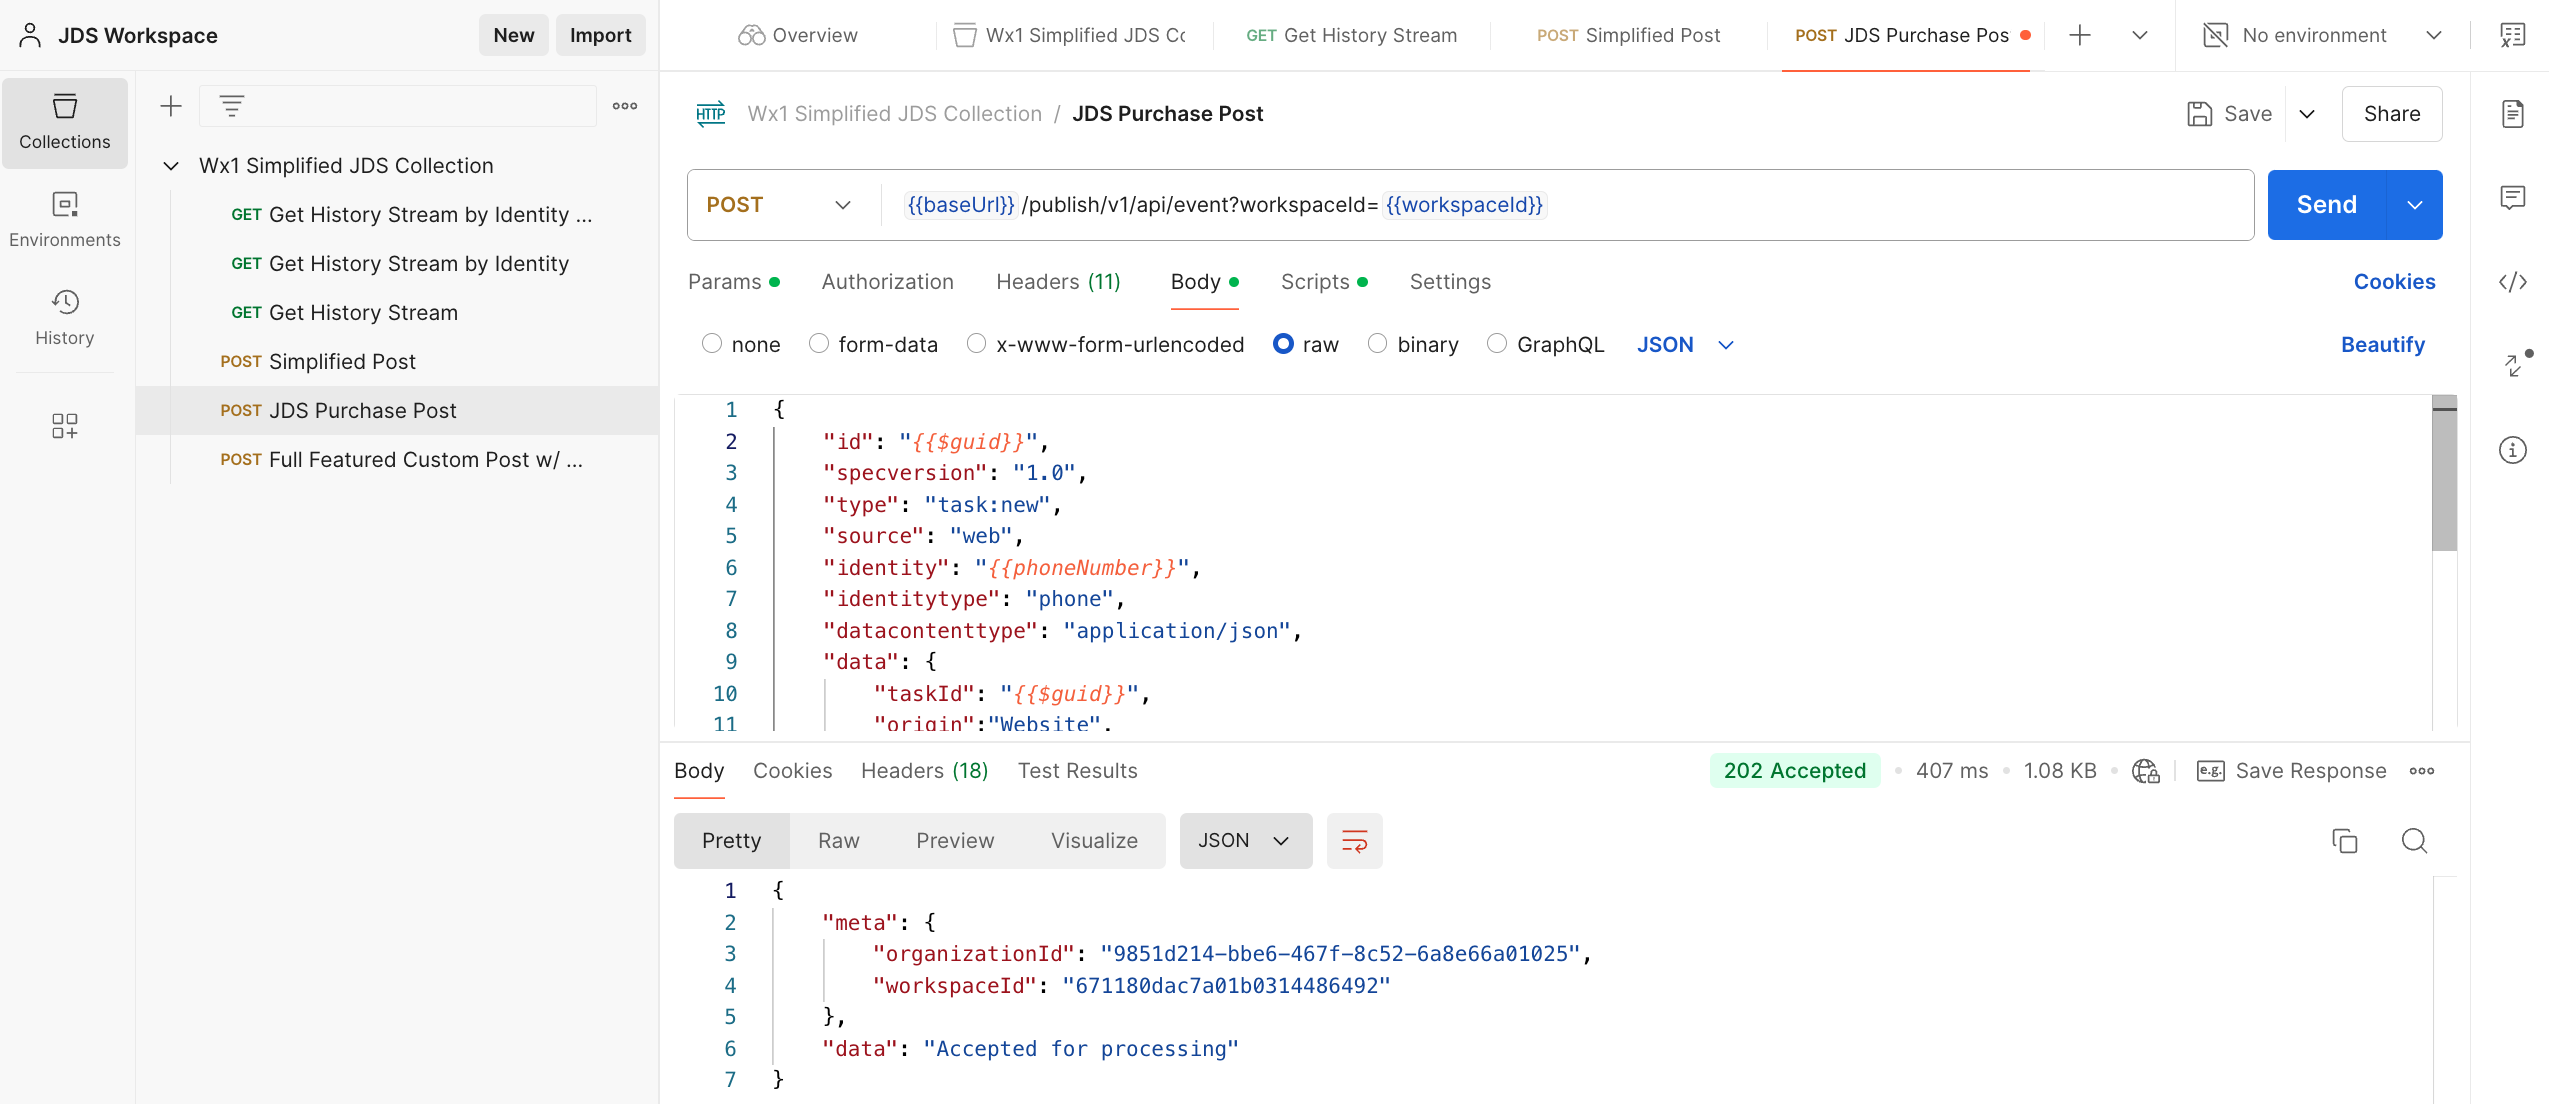 JDS Workspace
New
Import
Overview
Wx1 Simplified JDS Cc
GET Get History Stream
POST Simplified Post
POST JDS Purchase Pos
No environment
Collections
Environments
History
Wx1 Simplified JDS Collection
GET Get History Stream by Identity ...
GET Get History Stream by Identity
GET Get History Stream
POST Simplified Post
POST JDS Purchase Post
POST Full Featured Custom Post w/ ...
HTTP
Wx1 Simplified JDS Collection / JDS Purchase Post
Save
Share
POST
{{baseUrl}}/publish/v1/api/event?workspaceId={{workspaceId}}
Send
Params
Authorization
Headers (11)
Body
Scripts
Settings
Cookies
none
form-data
x-www-form-urlencoded
raw
binary
GraphQL
JSON
Beautify
1 {
2 "id": "{{$guid}}",
3 "specversion": "1.0",
4 "type": "task:new",
5 "source": "web",
6 "identity": "{{phoneNumber}}",
7 "identitytype": "phone",
8 "datacontenttype": "application/json",
9 "data": {
10 "taskId": "{{$guid}}",
11 "origin":"Website",
Body
Cookies
Headers (18)
Test Results
202 Accepted
407 ms
1.08 KB
e.g. Save Response
Pretty
Raw
Preview
Visualize
JSON
1 {
2 "meta": {
3 "organizationId": "9851d214-bbe6-467f-8c52-6a8e66a01025",
4 "workspaceId": "671180dac7a01b0314486492"
5 },
6 "data": "Accepted for processing"
7 }